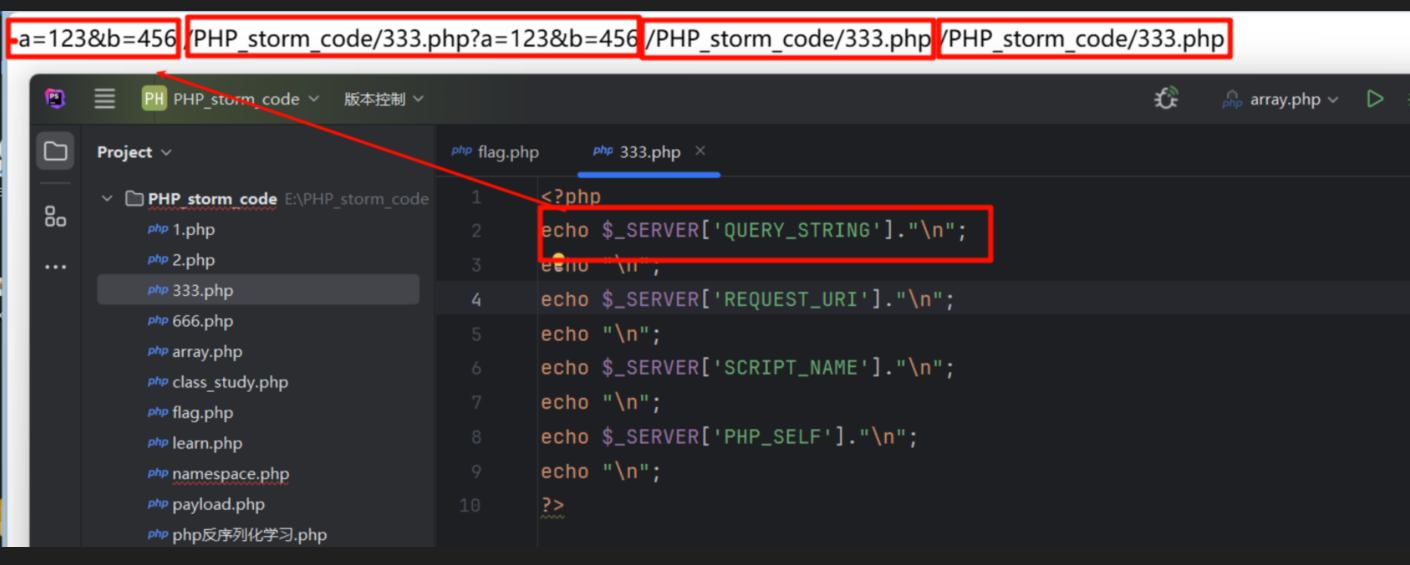 a=123&b=456 /PHP_storm_code/333.php?a=123&b=456 /PHP_storm_code/333.php /PHP_storm_code/333.php
PS PH PHP_storm_code 版本控制 php array.php
Project
php flag.php php 333.php
PHP_storm_code E:\PHP_storm_code
php 1.php
php 2.php
php 333.php
php 666.php
php array.php
php class_study.php
php flag.php
php learn.php
php namespace.php
php payload.php
php php反序列化学习.php
1 <?php
2 echo $_SERVER['QUERY_STRING']."\n";
3 echo "\n";
4 echo $_SERVER['REQUEST_URI']."\n";
5 echo "\n";
6 echo $_SERVER['SCRIPT_NAME']."\n";
7 echo "\n";
8 echo $_SERVER['PHP_SELF']."\n";
9 echo "\n";
10 ?>